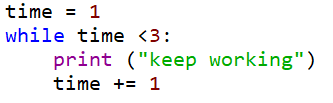 time = 1
while time <3:
    print ("keep working")
    time += 1